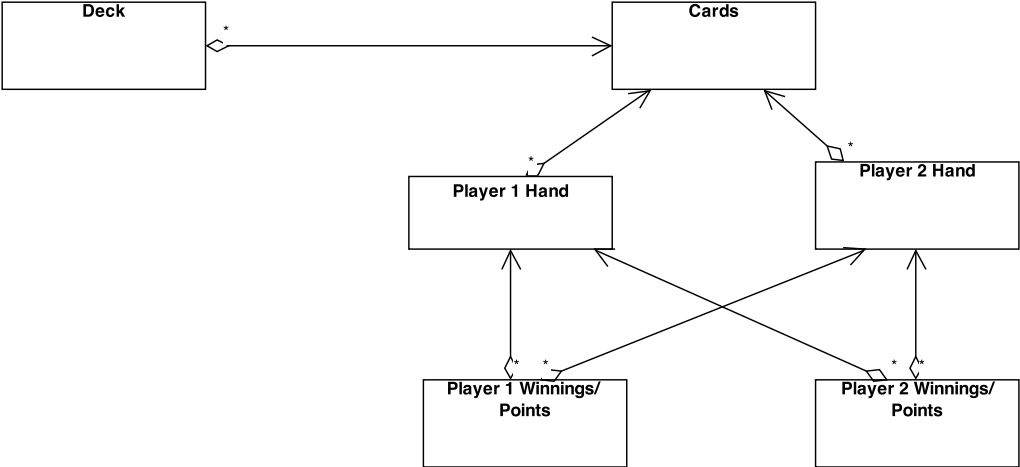 Deck
Cards
*
*
*
Player 1 Hand
Player 2 Hand
*
*
*
*
Player 1 Winnings/
Points
Player 2 Winnings/
Points